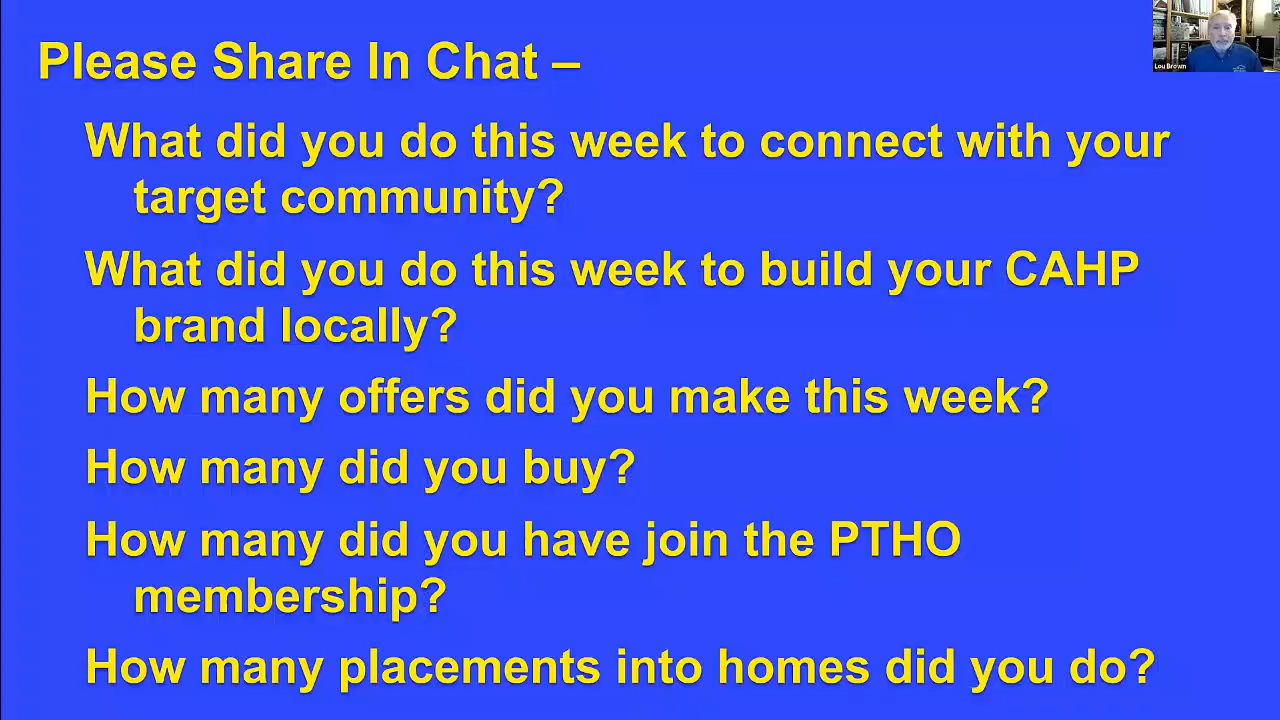 Please Share In Chat –
What did you do this week to connect with your
target community?
What did you do this week to build your CAHP
brand locally?
How many offers did you make this week?
How many did you buy?
How many did you have join the PTHO
membership?
How many placements into homes did you do?
Lou Brown